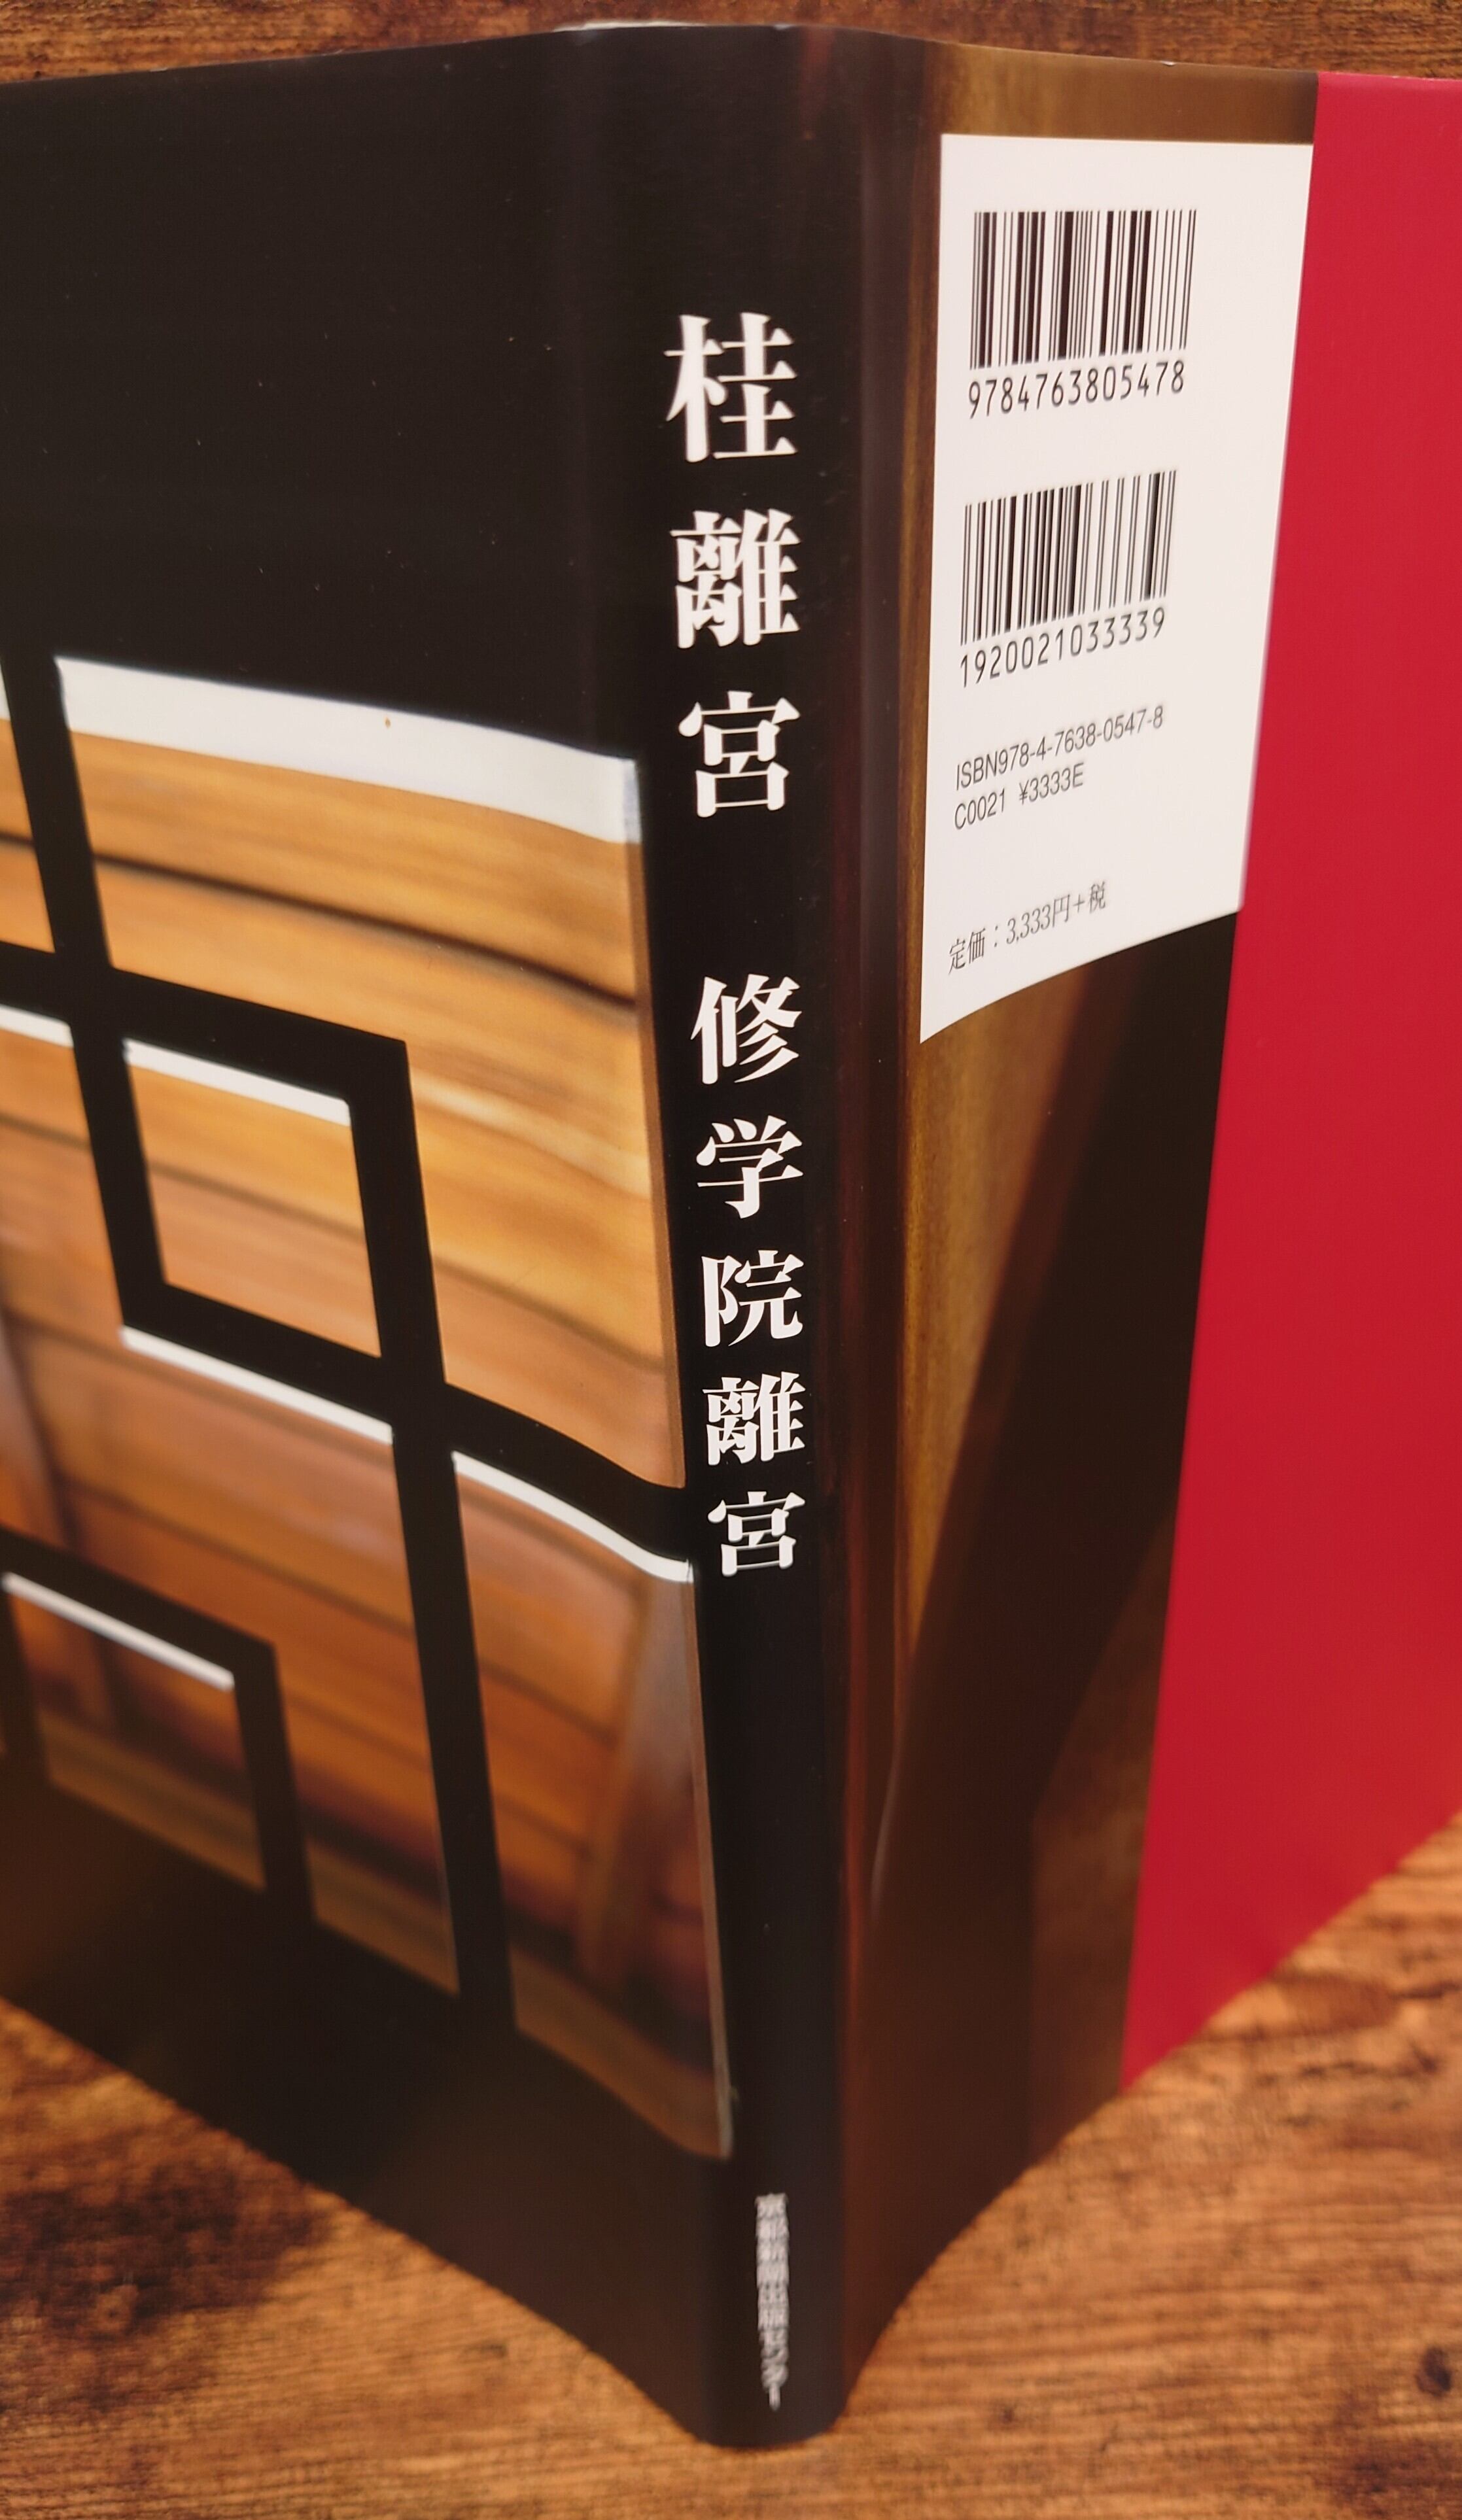 桂離宮 修学院離宮
京都新聞出版センター
9784763805478
1920021033339
ISBN978-4-7638-0547-8
C0021 ¥3333E
定価：3,333円+税